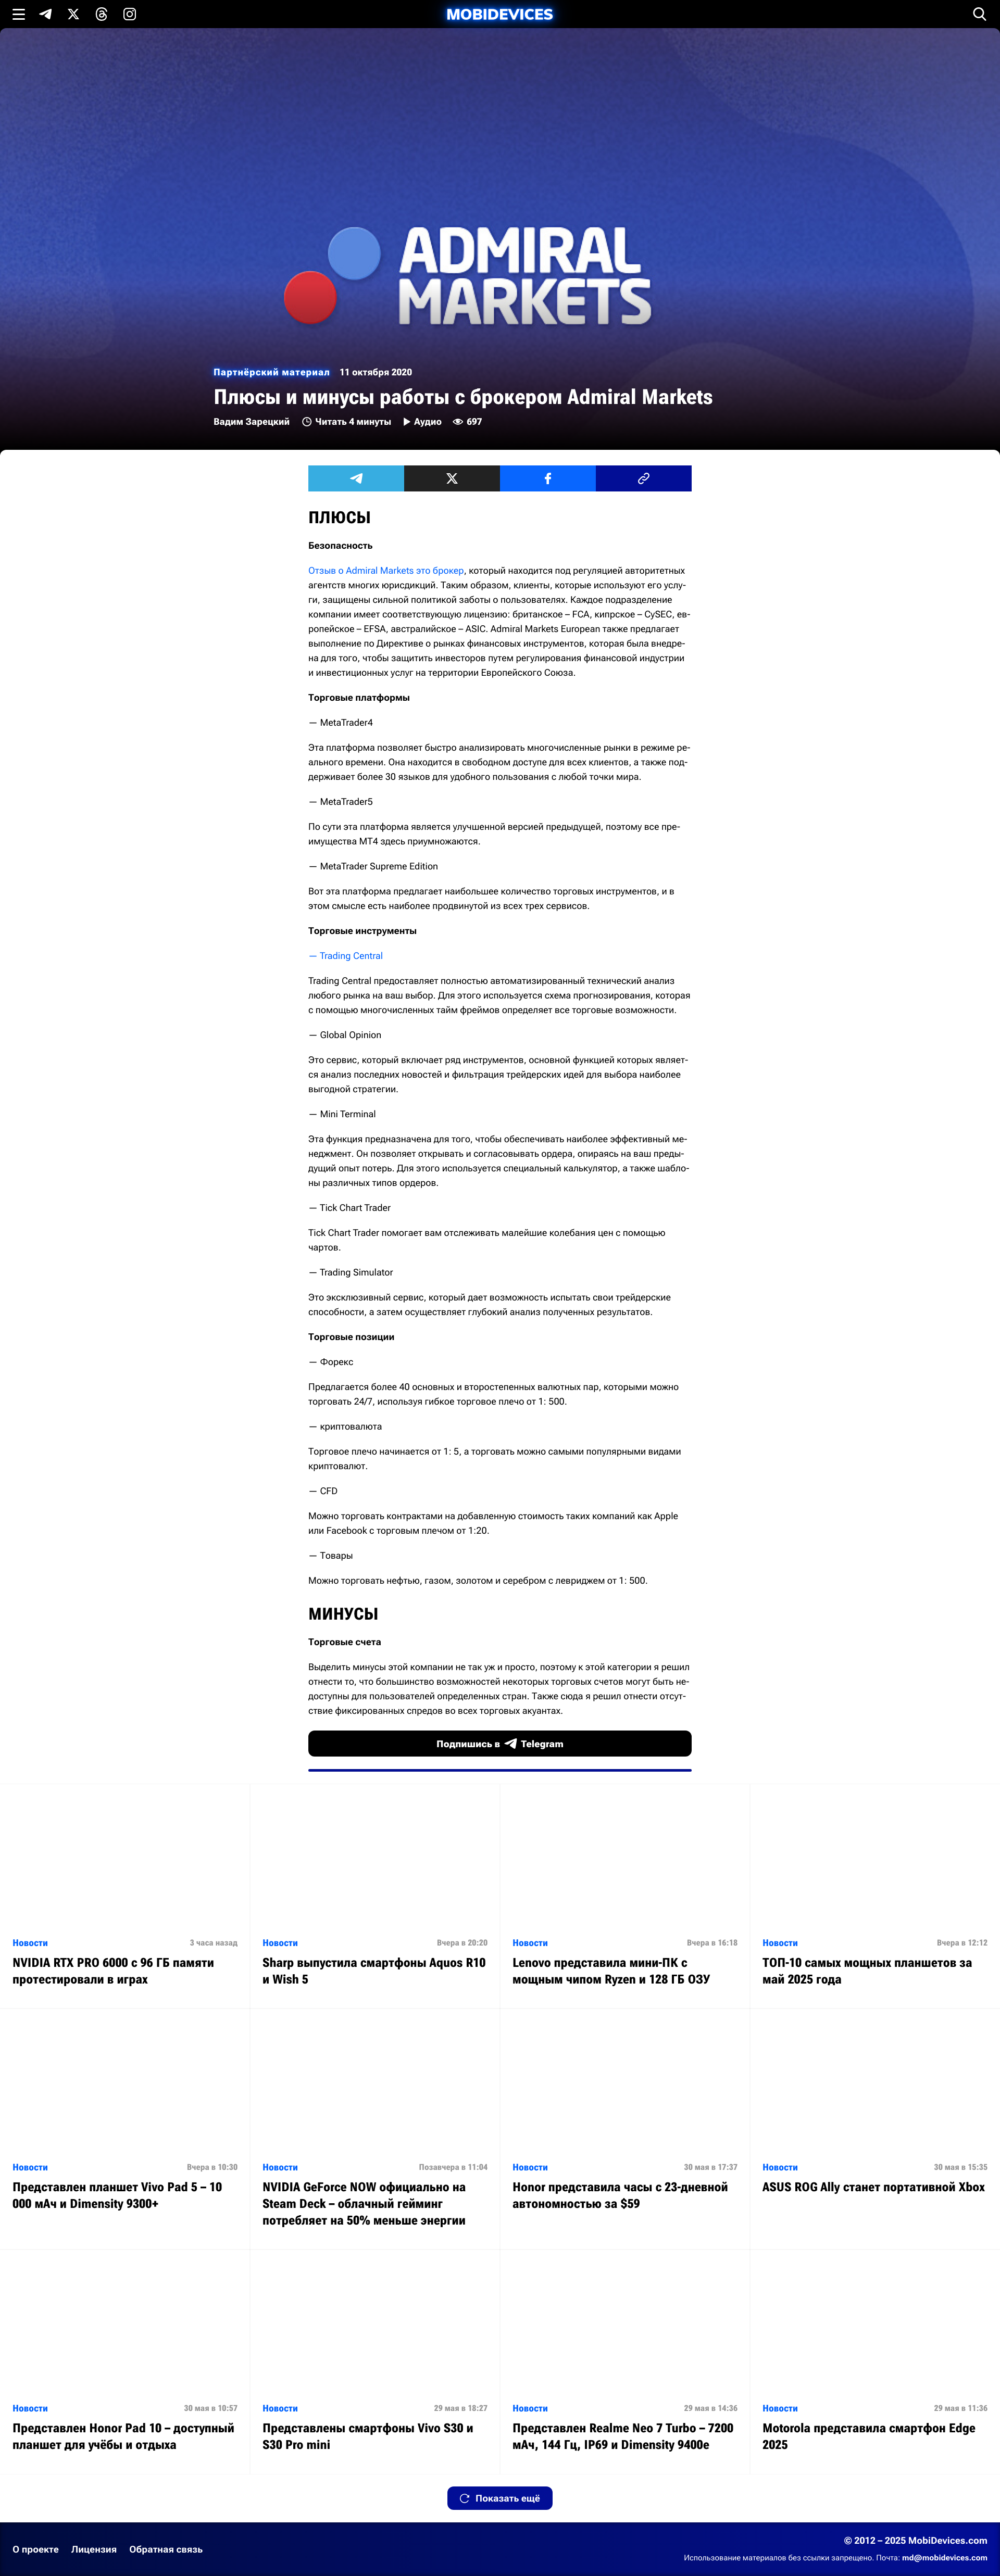 MOBIDEVICES
ADMIRAL
MARKETS
Партнёрский материал 11 октября 2020
Плюсы и минусы работы с брокером Admiral Markets
Вадим Зарецкий Читать 4 минуты Аудио 697
ПЛЮСЫ
Безопасность
Отзыв о Admiral Markets это брокер, который находится под регуляцией авторитетных
агентств многих юрисдикций. Таким образом, клиенты, которые используют его услу-
ги, защищены сильной политикой заботы о пользователях. Каждое подразделение
компании имеет соответствующую лицензию: британское – FCA, кипрское – CySEC, ев-
ропейское – EFSA, австралийское – ASIC. Admiral Markets European также предлагает
выполнение по Директиве о рынках финансовых инструментов, которая была внедре-
на для того, чтобы защитить инвесторов путем регулирования финансовой индустрии
и инвестиционных услуг на территории Европейского Союза.
Торговые платформы
— MetaTrader4
Эта платформа позволяет быстро анализировать многочисленные рынки в режиме ре-
ального времени. Она находится в свободном доступе для всех клиентов, а также под-
держивает более 30 языков для удобного пользования с любой точки мира.
— MetaTrader5
По сути эта платформа является улучшенной версией предыдущей, поэтому все пре-
имущества МТ4 здесь приумножаются.
— MetaTrader Supreme Edition
Вот эта платформа предлагает наибольшее количество торговых инструментов, и в
этом смысле есть наиболее продвинутой из всех трех сервисов.
Торговые инструменты
— Trading Central
Trading Central предоставляет полностью автоматизированный технический анализ
любого рынка на ваш выбор. Для этого используется схема прогнозирования, которая
с помощью многочисленных тайм фреймов определяет все торговые возможности.
— Global Opinion
Это сервис, который включает ряд инструментов, основной функцией которых являет-
ся анализ последних новостей и фильтрация трейдерских идей для выбора наиболее
выгодной стратегии.
— Mini Terminal
Эта функция предназначена для того, чтобы обеспечивать наиболее эффективный ме-
неджмент. Он позволяет открывать и согласовывать ордера, опираясь на ваш преды-
дущий опыт потерь. Для этого используется специальный калькулятор, а также шабло-
ны различных типов ордеров.
— Tick Chart Trader
Tick Chart Trader помогает вам отслеживать малейшие колебания цен с помощью
чартов.
— Trading Simulator
Это эксклюзивный сервис, который дает возможность испытать свои трейдерские
способности, а затем осуществляет глубокий анализ полученных результатов.
Торговые позиции
— Форекс
Предлагается более 40 основных и второстепенных валютных пар, которыми можно
торговать 24/7, используя гибкое торговое плечо от 1: 500.
— криптовалюта
Торговое плечо начинается от 1: 5, а торговать можно самыми популярными видами
криптовалют.
— CFD
Можно торговать контрактами на добавленную стоимость таких компаний как Apple
или Facebook с торговым плечом от 1:20.
— Товары
Можно торговать нефтью, газом, золотом и серебром с левриджем от 1: 500.
МИНУСЫ
Торговые счета
Выделить минусы этой компании не так уж и просто, поэтому к этой категории я решил
отнести то, что большинство возможностей некоторых торговых счетов могут быть не-
доступны для пользователей определенных стран. Также сюда я решил отнести отсут-
ствие фиксированных спредов во всех торговых акуантах.
Подпишись в Telegram
Новости 3 часа назад
NVIDIA RTX PRO 6000 с 96 ГБ памяти
протестировали в играх
Новости Вчера в 20:20
Sharp выпустила смартфоны Aquos R10
и Wish 5
Новости Вчера в 16:18
Lenovo представила мини-ПК с
мощным чипом Ryzen и 128 ГБ ОЗУ
Новости Вчера в 12:12
ТОП-10 самых мощных планшетов за
май 2025 года
Новости Вчера в 10:30
Представлен планшет Vivo Pad 5 – 10
000 мАч и Dimensity 9300+
Новости Позавчера в 11:04
NVIDIA GeForce NOW официально на
Steam Deck – облачный гейминг
потребляет на 50% меньше энергии
Новости 30 мая в 17:37
Honor представила часы с 23-дневной
автономностью за $59
Новости 30 мая в 15:35
ASUS ROG Ally станет портативной Xbox
Новости 30 мая в 10:57
Представлен Honor Pad 10 – доступный
планшет для учёбы и отдыха
Новости 29 мая в 18:27
Представлены смартфоны Vivo S30 и
S30 Pro mini
Новости 29 мая в 14:36
Представлен Realme Neo 7 Turbo – 7200
мАч, 144 Гц, IP69 и Dimensity 9400e
Новости 29 мая в 11:36
Motorola представила смартфон Edge
2025
Показать ещё
О проекте Лицензия Обратная связь
© 2012 – 2025 MobiDevices.com
Использование материалов без ссылки запрещено. Почта: md@mobidevices.com